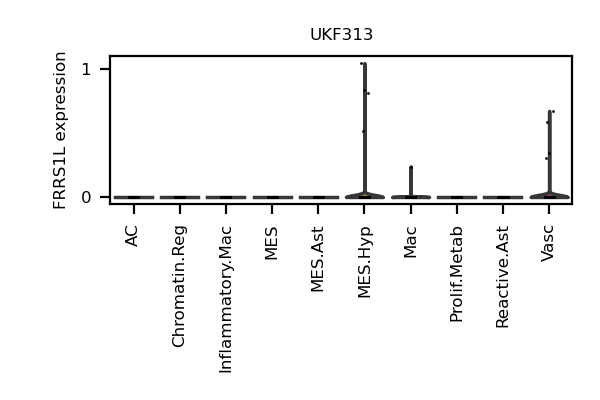 UKF313
FRRS1L expression
1
0
AC
Chromatin.Reg
Inflammatory.Mac
MES
MES.Ast
MES.Hyp
Mac
Prolif.Metab
Reactive.Ast
Vasc